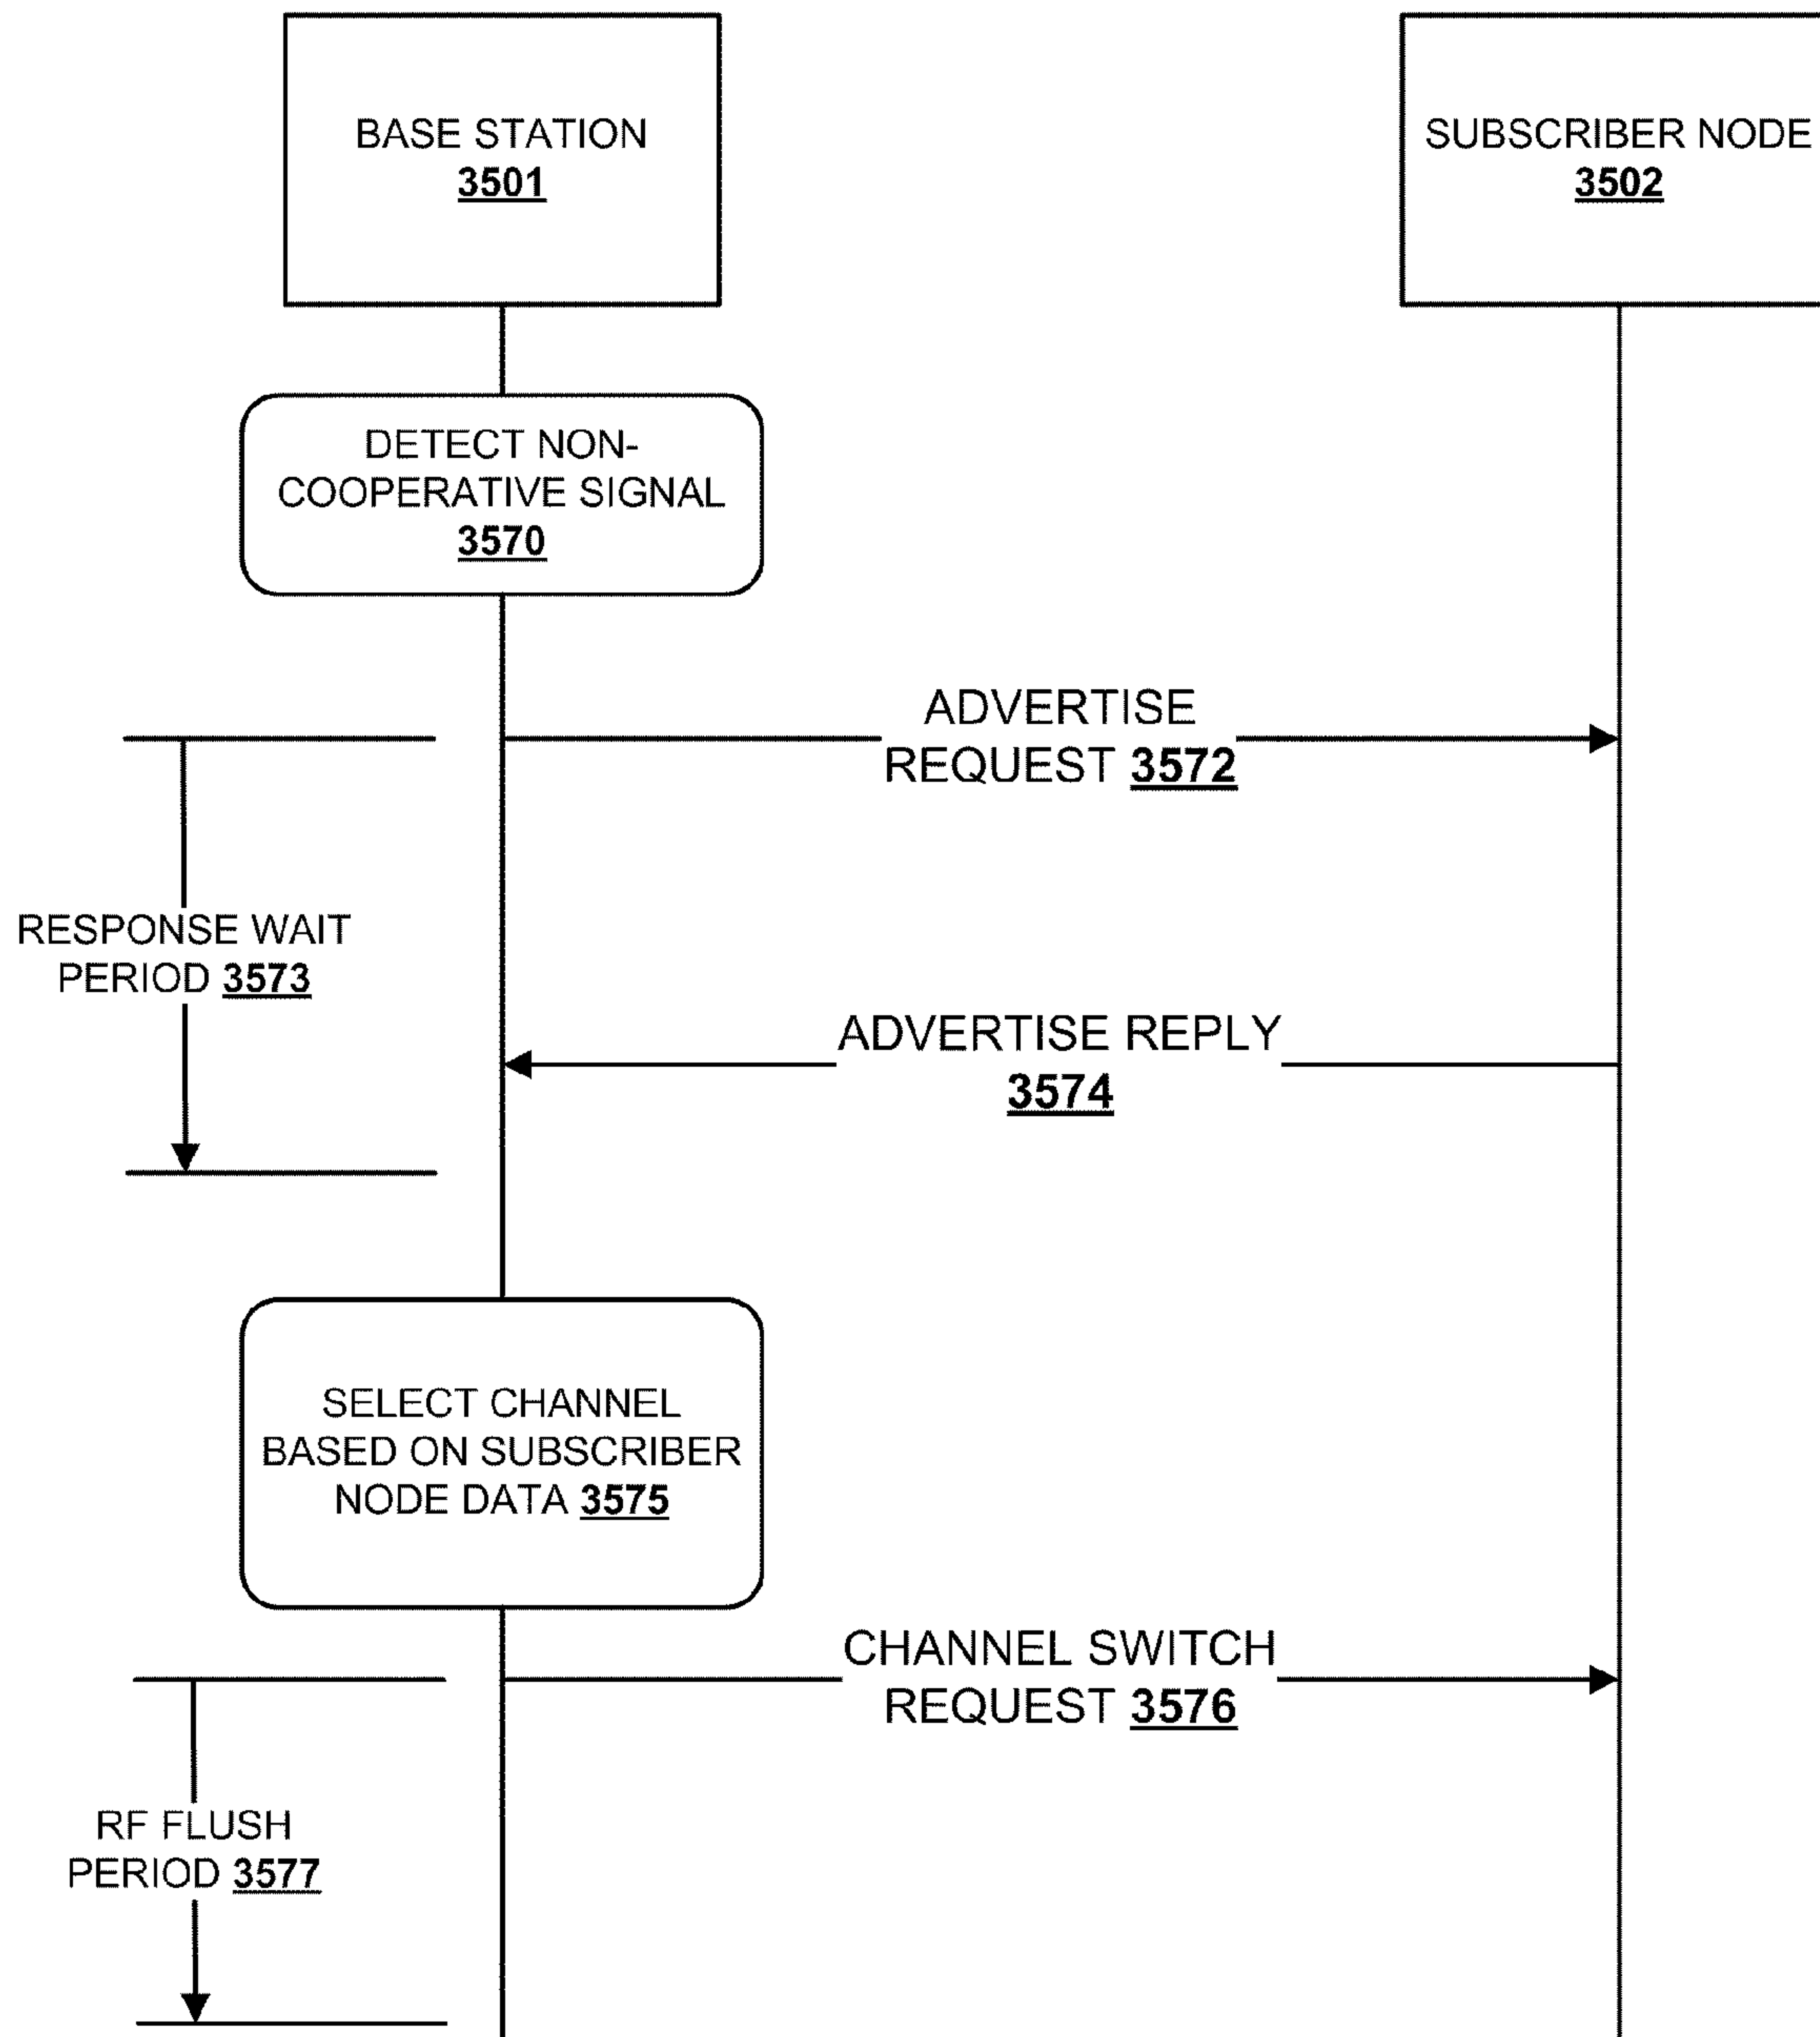 BASE STATION
3501
SUBSCRIBER NODE
3502
DETECT NON-
COOPERATIVE SIGNAL
3570
ADVERTISE
REQUEST 3572
RESPONSE WAIT
PERIOD 3573
ADVERTISE REPLY
3574
SELECT CHANNEL
BASED ON SUBSCRIBER
NODE DATA 3575
CHANNEL SWITCH
REQUEST 3576
RF FLUSH
PERIOD 3577